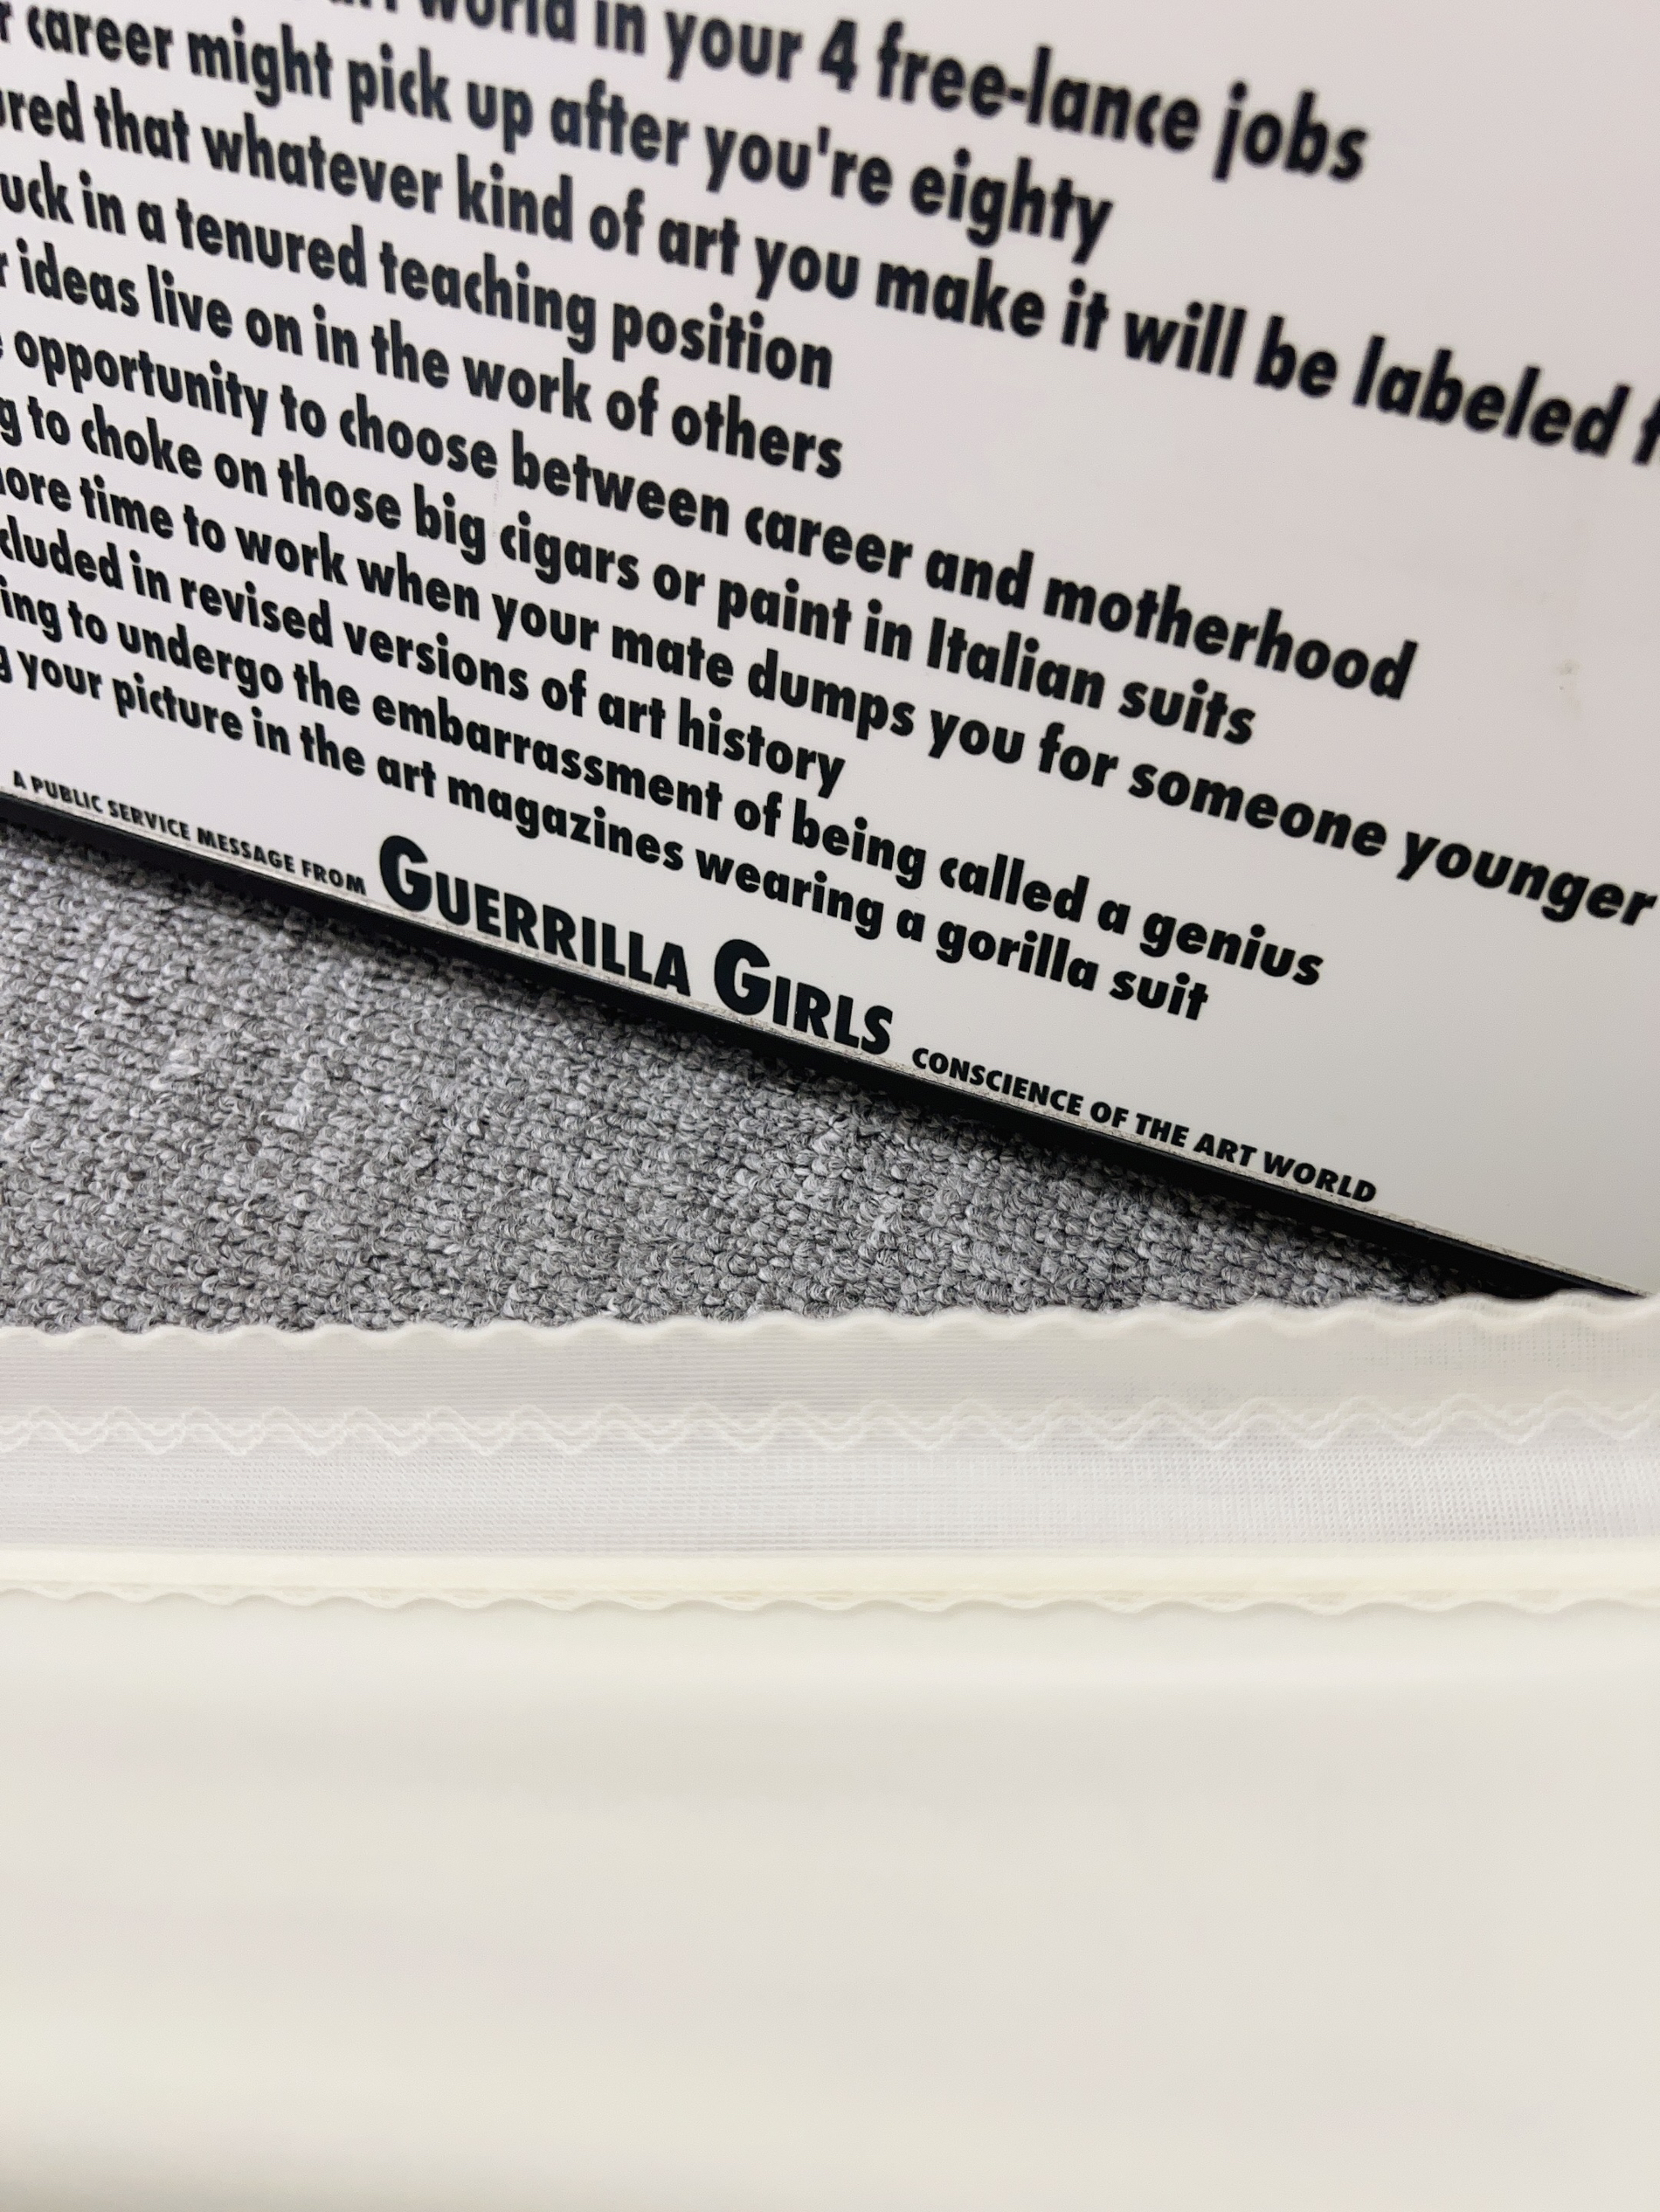 world in your 4 free-lance jobs
career might pick up after you're eighty
that whatever kind of art you make it will be labeled
in a tenured teaching position
ideas live on in the work of others
opportunity to choose between career and motherhood
to choke on those big cigars or paint in Italian suits
time to work when your mate dumps you for someone younger
in revised versions of art history
to undergo the embarrassment of being called a genius
your picture in the art magazines wearing a gorilla suit
A PUBLIC SERVICE MESSAGE FROM GUERRILLA GIRLS CONSCIENCE OF THE ART WORLD